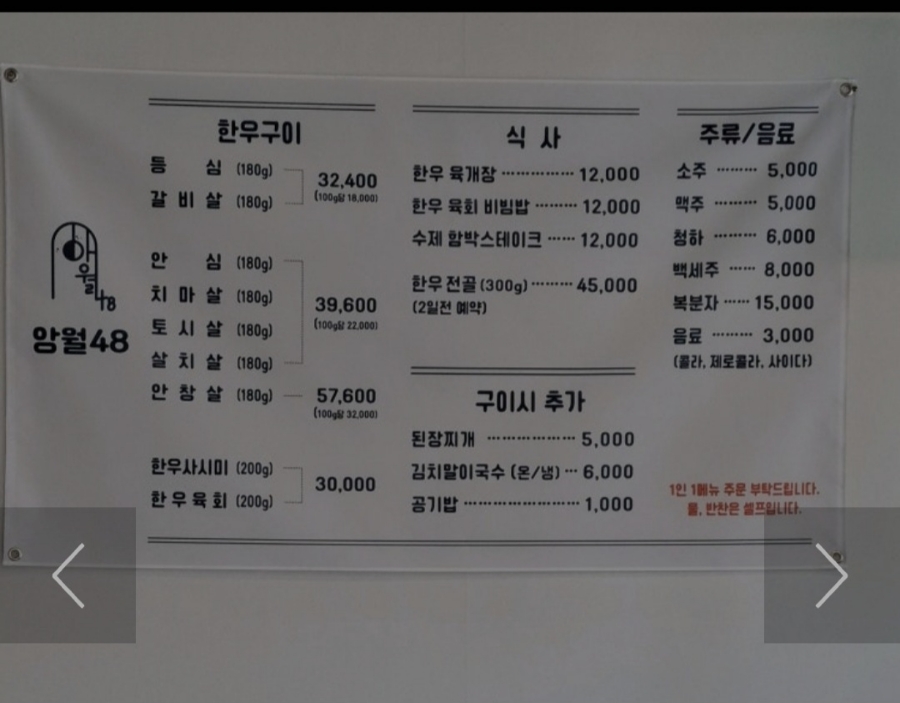 아월48
앙월48
한우구이
등 심 (180g)
갈비살 (180g)
32,400
(100g당 18,000)
안 심 (180g)
치마살 (180g)
토시살 (180g)
살치살 (180g)
39,600
(100g당 22,000)
안창살 (180g) 57,600
(100g당 32,000)
한우사시미 (200g)
한우육회 (200g)
30,000
식 사
한우 육개장 ··············· 12,000
한우 육회 비빔밥 ········· 12,000
수제 함박스테이크 ······ 12,000
한우전골 (300g) ········· 45,000
(2일전 예약)
구이시 추가
된장찌개 ·················· 5,000
김치말이국수 (온/냉) ··· 6,000
공기밥 ························ 1,000
주류/음료
소주 ········· 5,000
맥주 ········· 5,000
청하 ········· 6,000
백세주 ······ 8,000
복분자 ······ 15,000
음료 ········· 3,000
(콜라, 제로콜라, 사이다)
1인 1메뉴 주문 부탁드립니다.
물, 반찬은 셀프입니다.